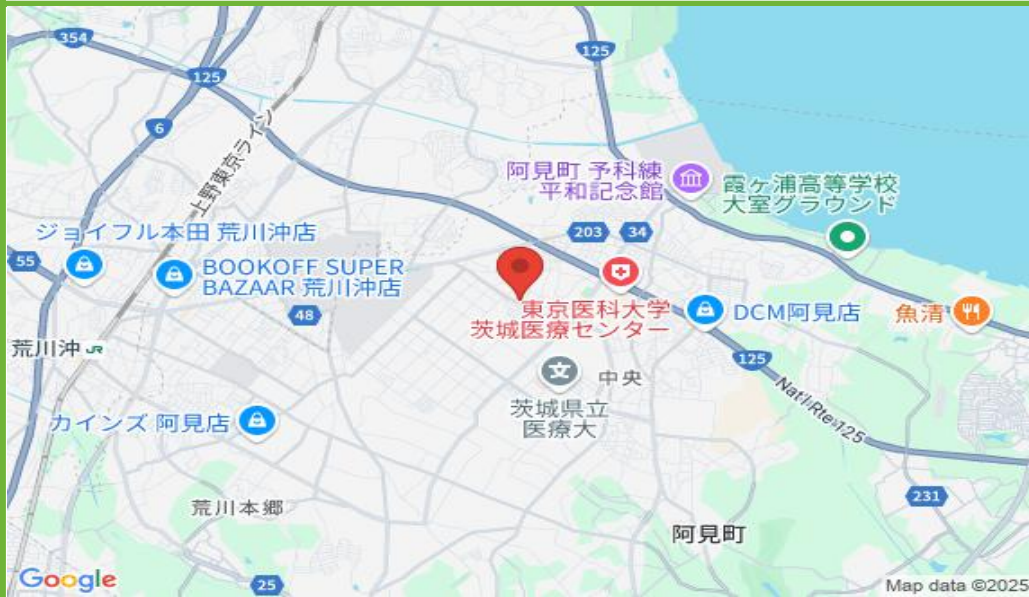 354
125
125
6
上野東京ライン
阿見町 予科練
平和記念館
霞ヶ浦高等学校
大室グラウンド
203
34
ジョイフル本田 荒川沖店
55
BOOKOFF SUPER
BAZAAR 荒川沖店
48
東京医科大学
茨城医療センター
DCM阿見店
魚清
荒川沖 JR
125
中央
茨城県立
医療大
Nat'l Rte 125
カインズ 阿見店
荒川本郷
231
阿見町
Google
25
Map data ©2025